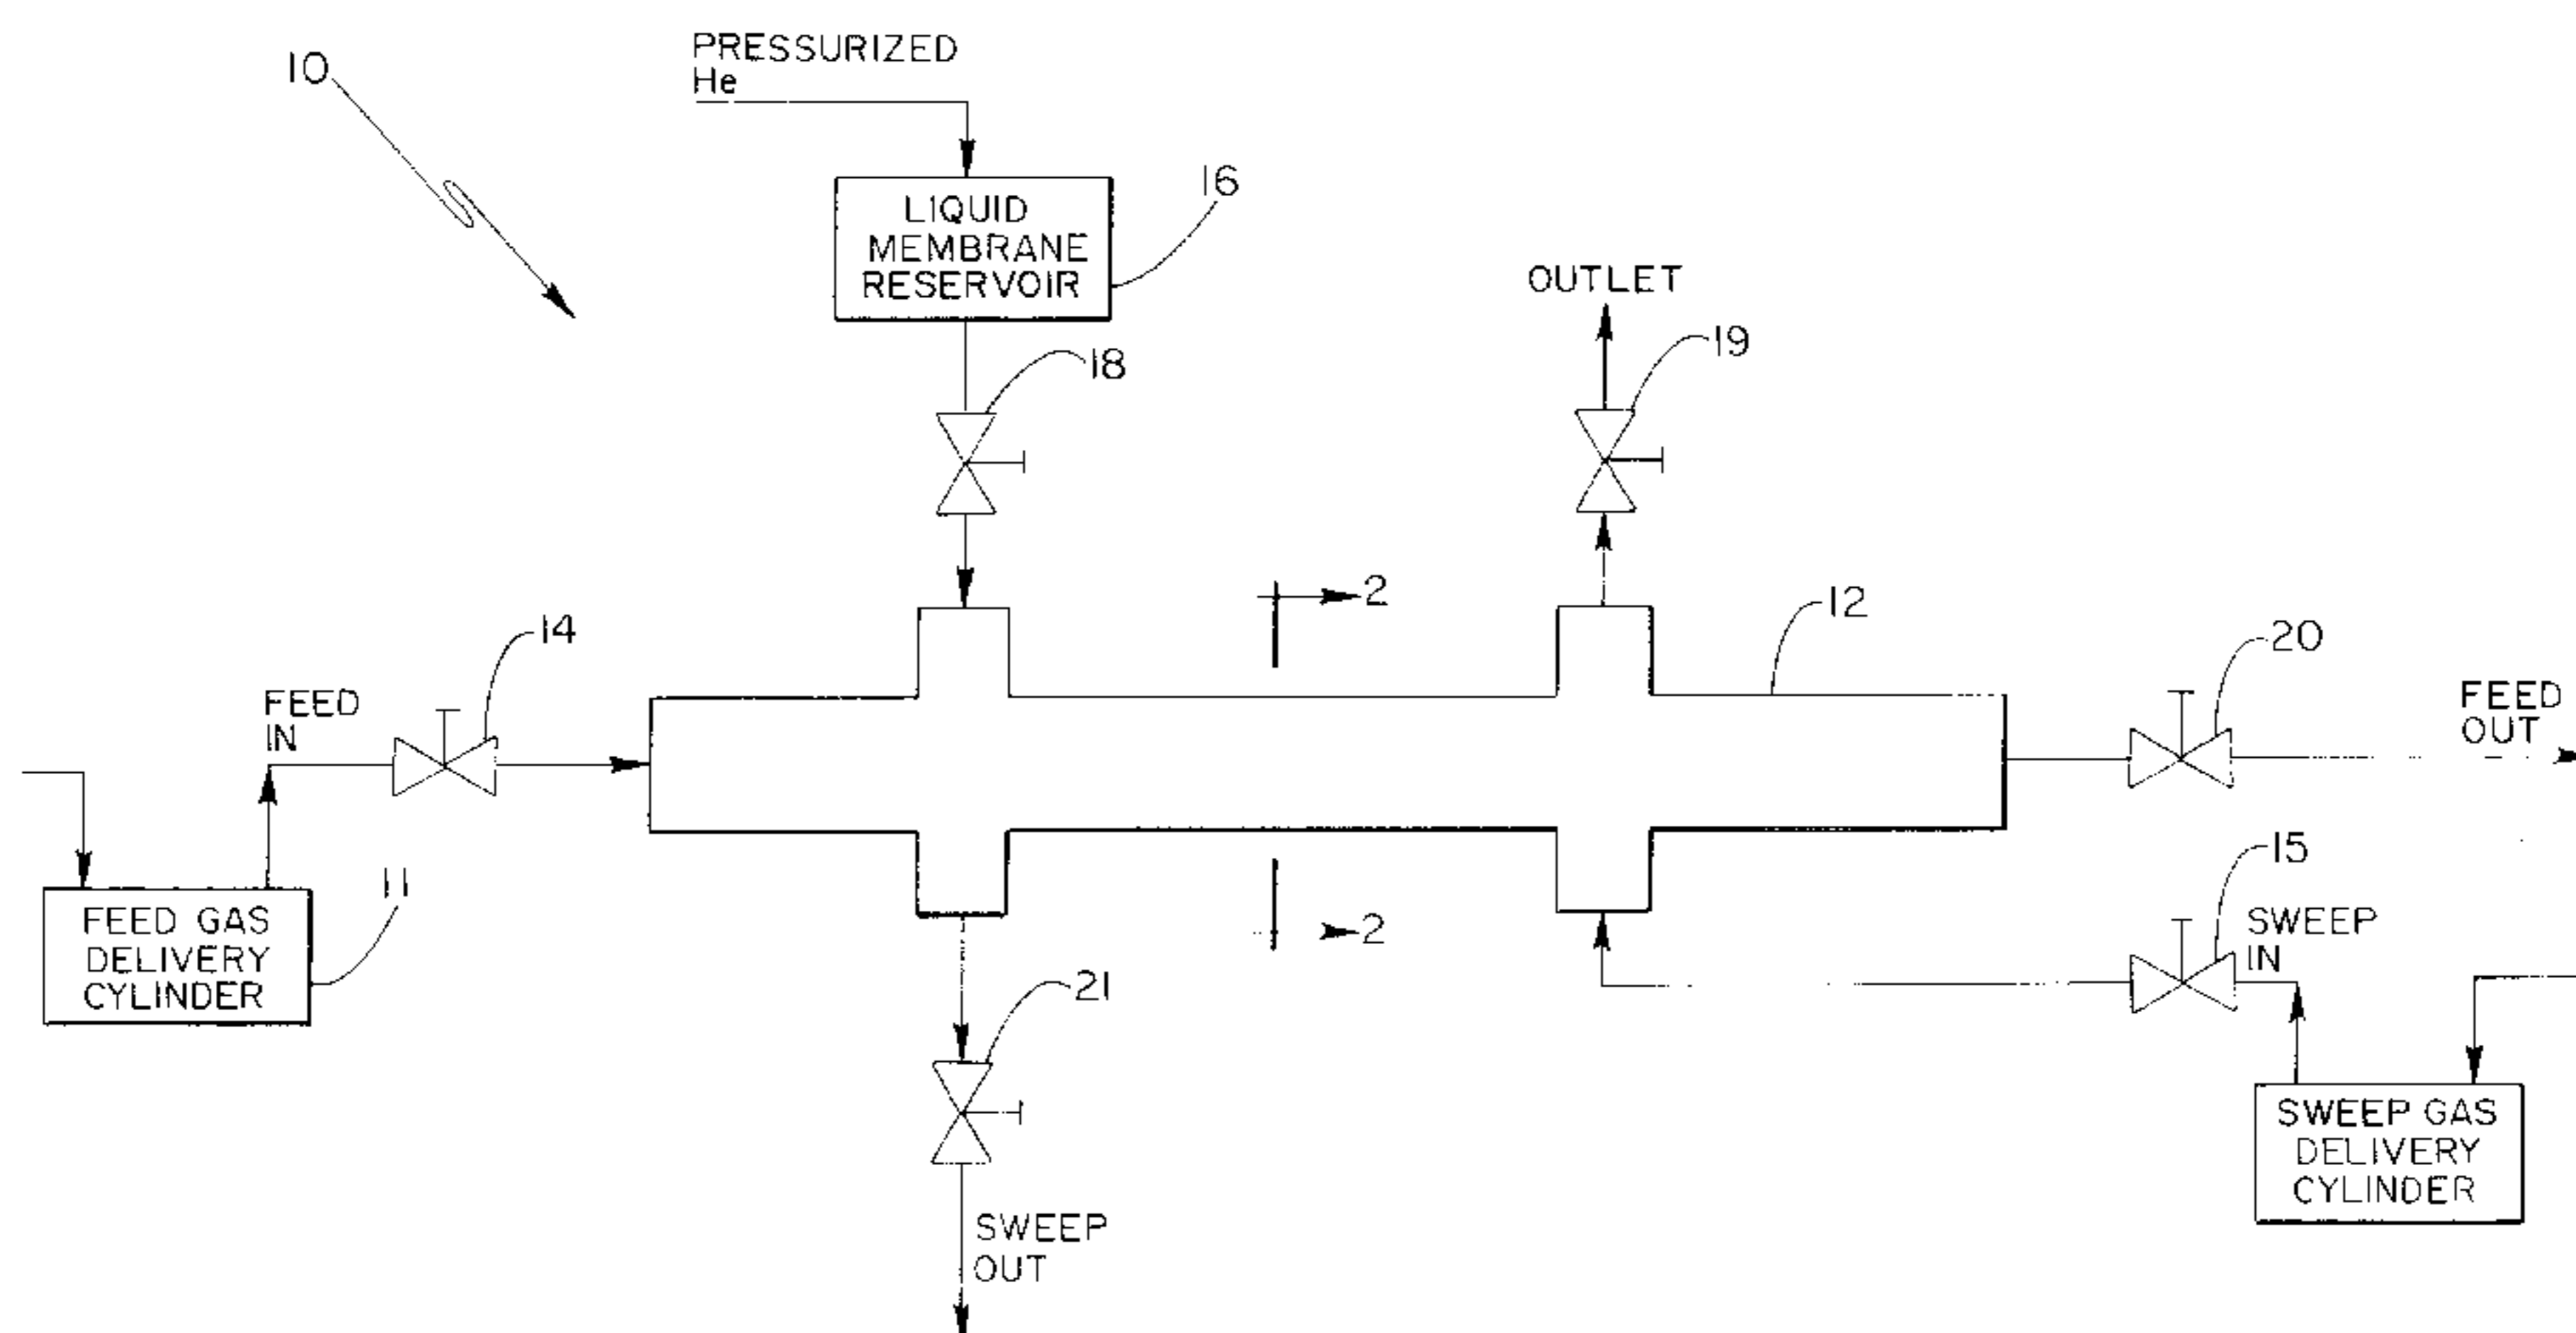 10
PRESSURIZED
He
LIQUID
MEMBRANE
RESERVOIR
16
18
OUTLET
19
2
12
14
20
FEED
IN
FEED
OUT
15
11
FEED GAS
DELIVERY
CYLINDER
2
SWEEP
IN
21
SWEEP GAS
DELIVERY
CYLINDER
SWEEP
OUT